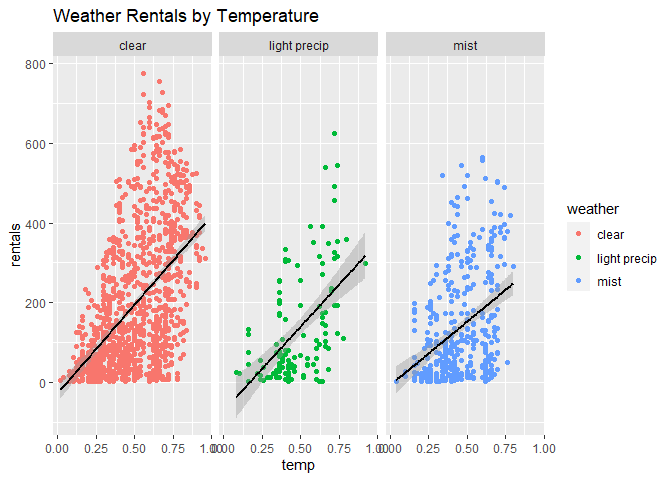 Weather Rentals by Temperature
clear
light precip
mist
800
600
400
200
0
rentals
0.00 0.25 0.50 0.75 1.00
0.00 0.25 0.50 0.75 1.00
0.00 0.25 0.50 0.75 1.00
temp
weather
clear
light precip
mist